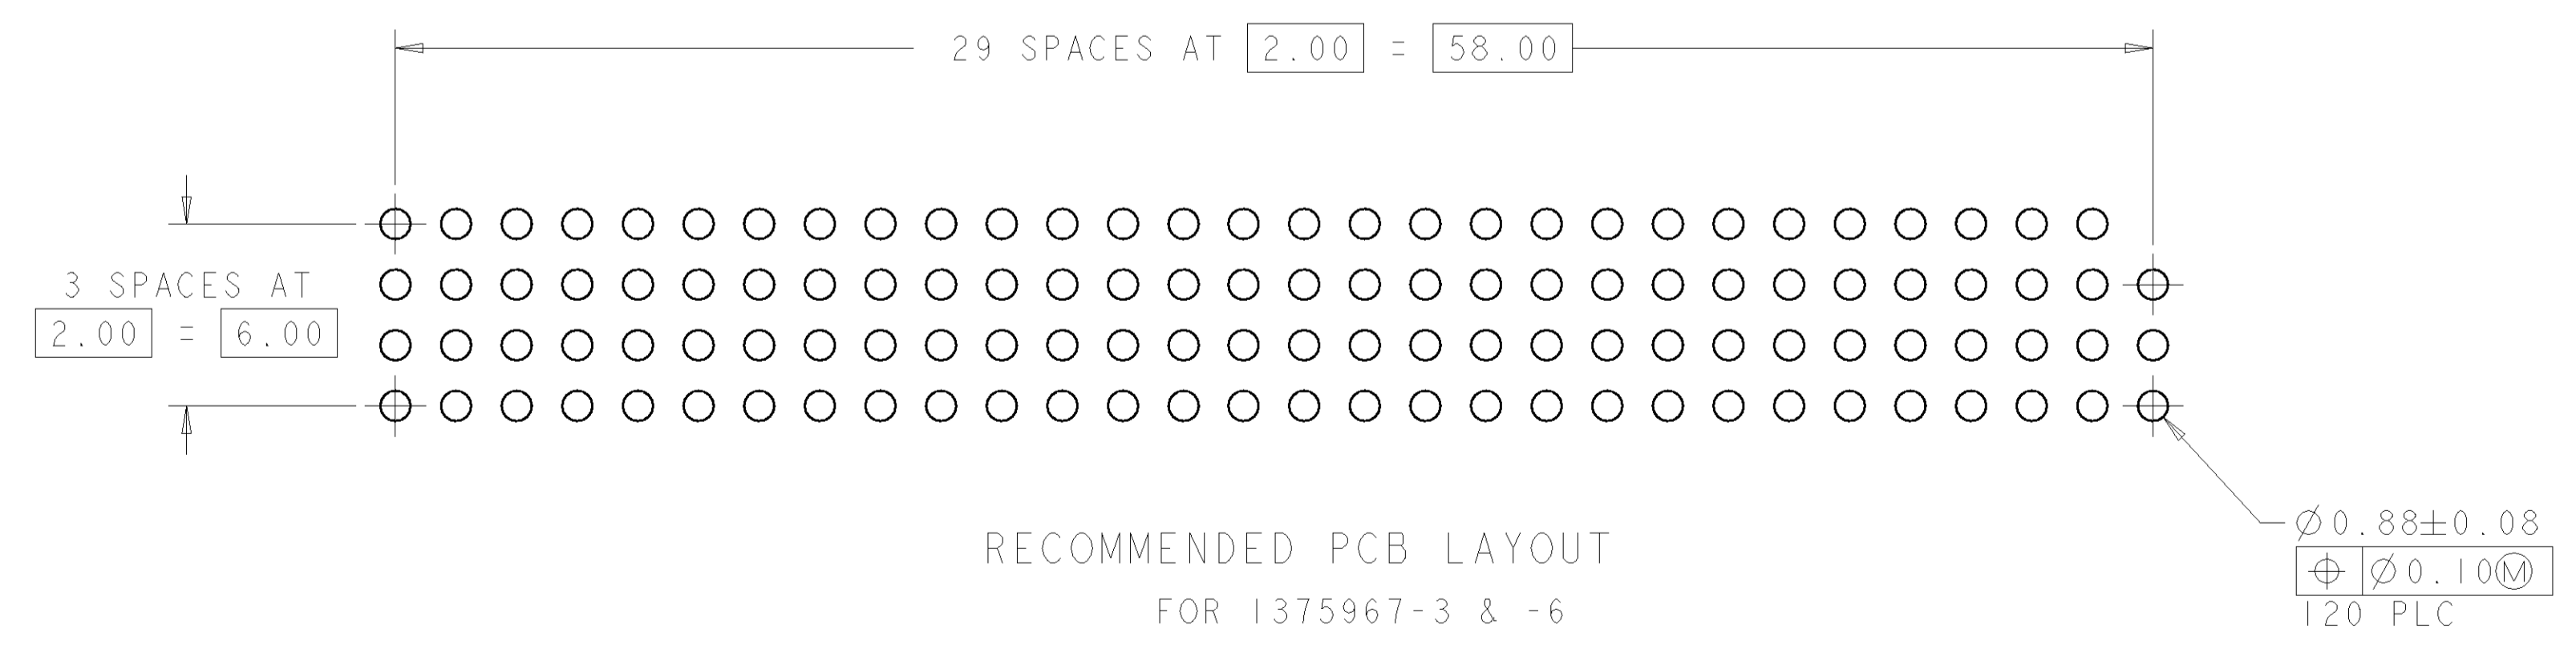 29 SPACES AT 2.00 = 58.00
3 SPACES AT
2.00 = 6.00
Ø0.88±0.08
⌖ Ø0.10Ⓜ
120 PLC
RECOMMENDED PCB LAYOUT
FOR 1375967-3 & -6